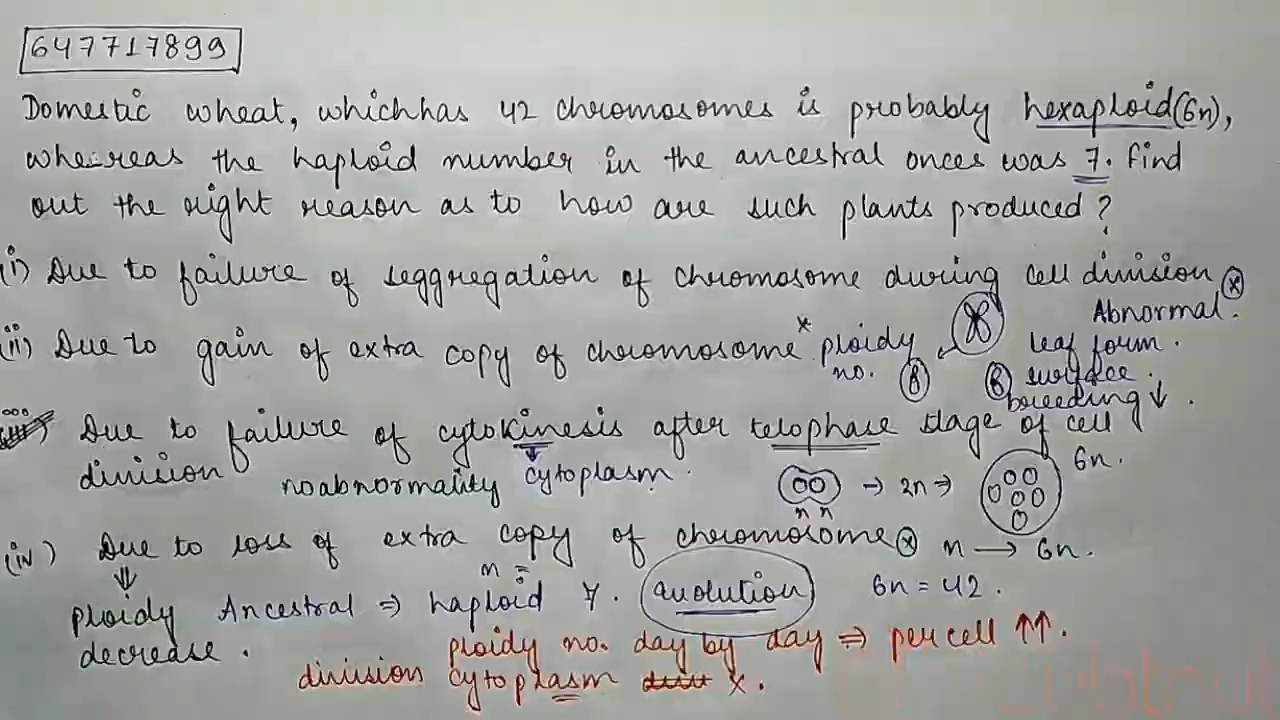 647717899
Domestic wheat, which has 42 chromosomes is probably hexaploid (6n),
whereas the haploid number in the ancestral onces was 7. Find
out the right reason as to how are such plants produced?
(i) Due to failure of seggregation of chromosome during cell division
Abnormal.
(ii) Due to gain of extra copy of chromosome ploidy
no.
leaf form.
surface.
breeding ↓.
Due to failure of cytokinesis after telophase stage of cell
division
no abnormality
cytoplasm.
n n
→ 2n ⇒
6n.
(iv) Due to loss of extra copy of chromosome n → 6n.
n =
ploidy Ancestral ⇒ haploid 7. 6n = 42.
decrease.
ploidy no. day by day ⇒ per cell ↑↑.
division cytoplasm x.